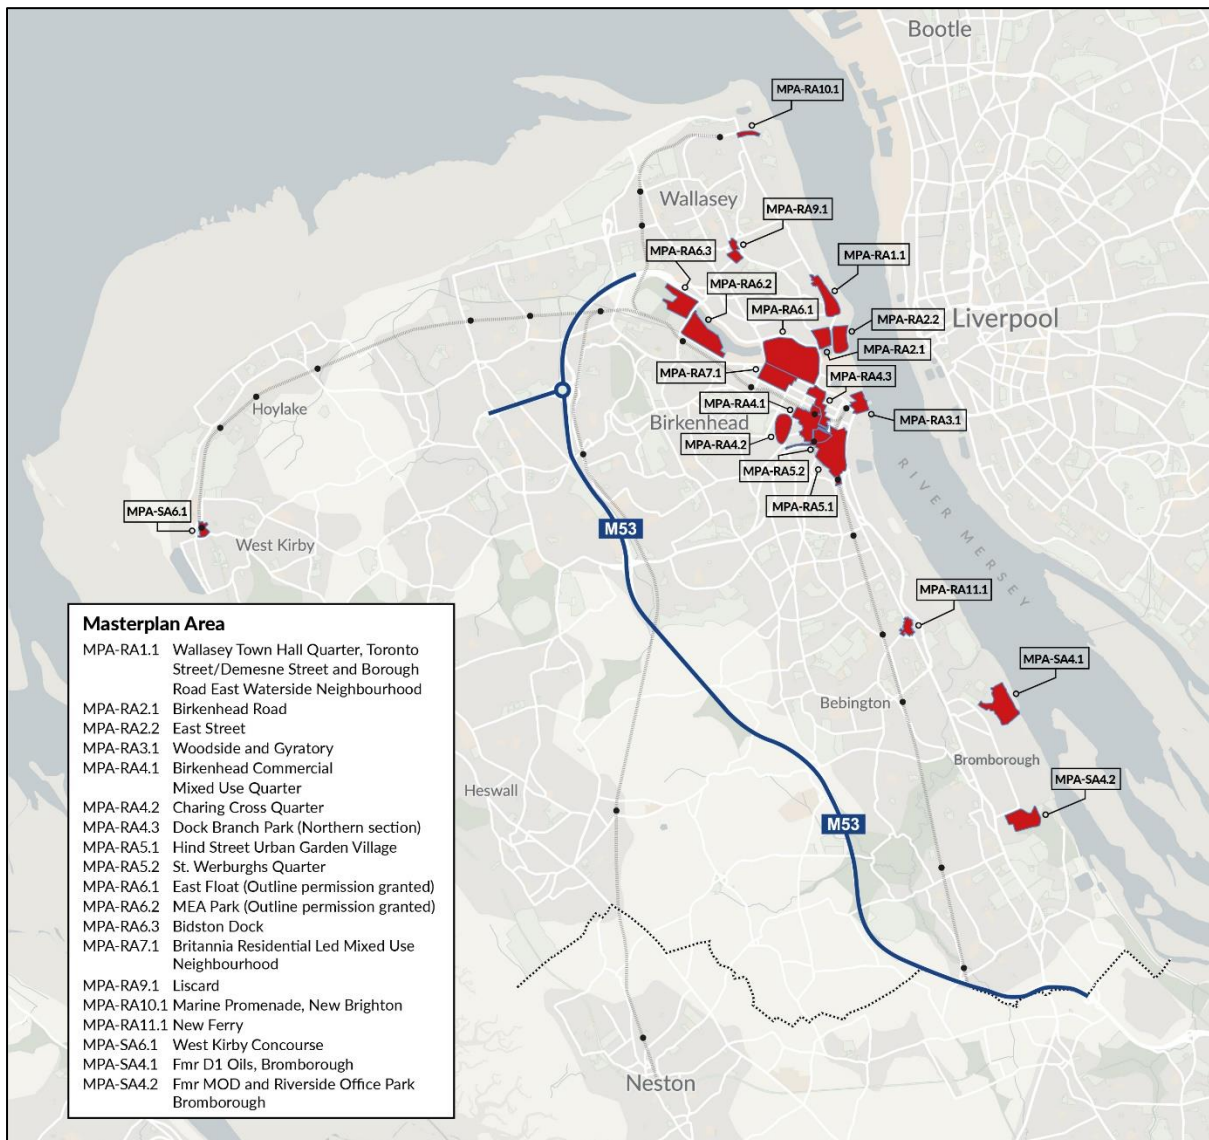 Bootle
MPA-RA10.1
Wallasey
MPA-RA9.1
MPA-RA6.3
MPA-RA1.1
MPA-RA6.2
MPA-RA6.1
MPA-RA2.2
Liverpool
MPA-RA2.1
MPA-RA7.1
MPA-RA4.3
Hoylake
MPA-RA4.1
Birkenhead
MPA-RA3.1
MPA-RA4.2
MPA-RA5.2
MPA-RA5.1
RIVER MERSEY
MPA-SA6.1
West Kirby
M53
MPA-RA11.1
MPA-SA4.1
Bebington
Bromborough
MPA-SA4.2
Heswall
M53
Neston
Masterplan Area
MPA-RA1.1 Wallasey Town Hall Quarter, Toronto
Street/Demesne Street and Borough
Road East Waterside Neighbourhood
MPA-RA2.1 Birkenhead Road
MPA-RA2.2 East Street
MPA-RA3.1 Woodside and Gyratory
MPA-RA4.1 Birkenhead Commercial
Mixed Use Quarter
MPA-RA4.2 Charing Cross Quarter
MPA-RA4.3 Dock Branch Park (Northern section)
MPA-RA5.1 Hind Street Urban Garden Village
MPA-RA5.2 St. Werburghs Quarter
MPA-RA6.1 East Float (Outline permission granted)
MPA-RA6.2 MEA Park (Outline permission granted)
MPA-RA6.3 Bidston Dock
MPA-RA7.1 Britannia Residential Led Mixed Use
Neighbourhood
MPA-RA9.1 Liscard
MPA-RA10.1 Marine Promenade, New Brighton
MPA-RA11.1 New Ferry
MPA-SA6.1 West Kirby Concourse
MPA-SA4.1 Fmr D1 Oils, Bromborough
MPA-SA4.2 Fmr MOD and Riverside Office Park
Bromborough